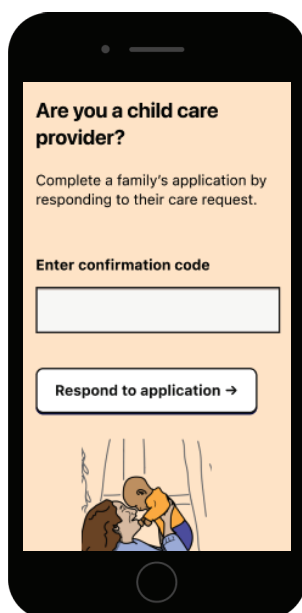 Are you a child care
provider?
Complete a family's application by
responding to their care request.
Enter confirmation code
Respond to application →